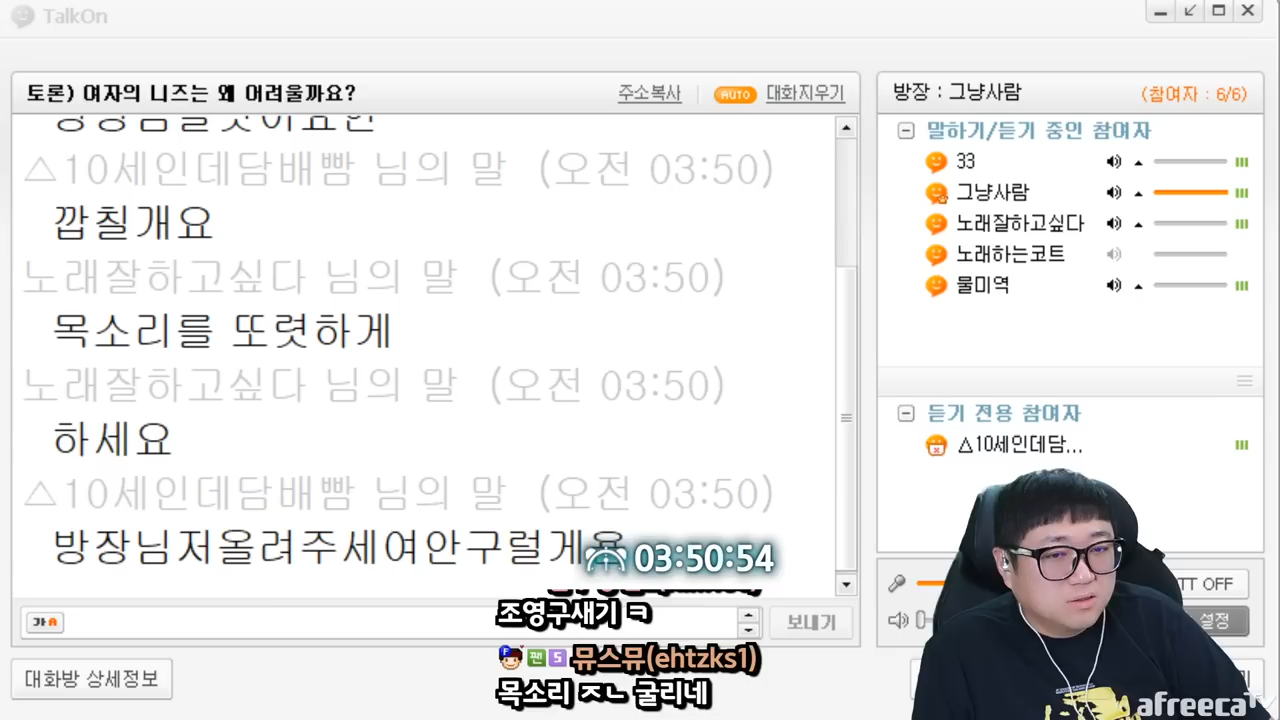 TalkOn
토론) 여자의 니즈는 왜 어려울까요?
주소복사
AUTO 대화지우기
△10세인데담배빰 님의 말 (오전 03:50)
깝칠개요
노래잘하고싶다 님의 말 (오전 03:50)
목소리를 또렷하게
노래잘하고싶다 님의 말 (오전 03:50)
하세요
△10세인데담배빰 님의 말 (오전 03:50)
방장님저올려주세여안구럴게요
03:50:54
조영구새기 ㅋ
뮤스뮤(ehtzks1)
목소리 ㅈㄴ 굴리네
가A
보내기
대화방 상세정보
방장 : 그냥사람
(참여자 : 6/6)
말하기/듣기 중인 참여자
33
그냥사람
노래잘하고싶다
노래하는코트
물미역
듣기 전용 참여자
△10세인데담...
TT OFF
설정
afreecaTV